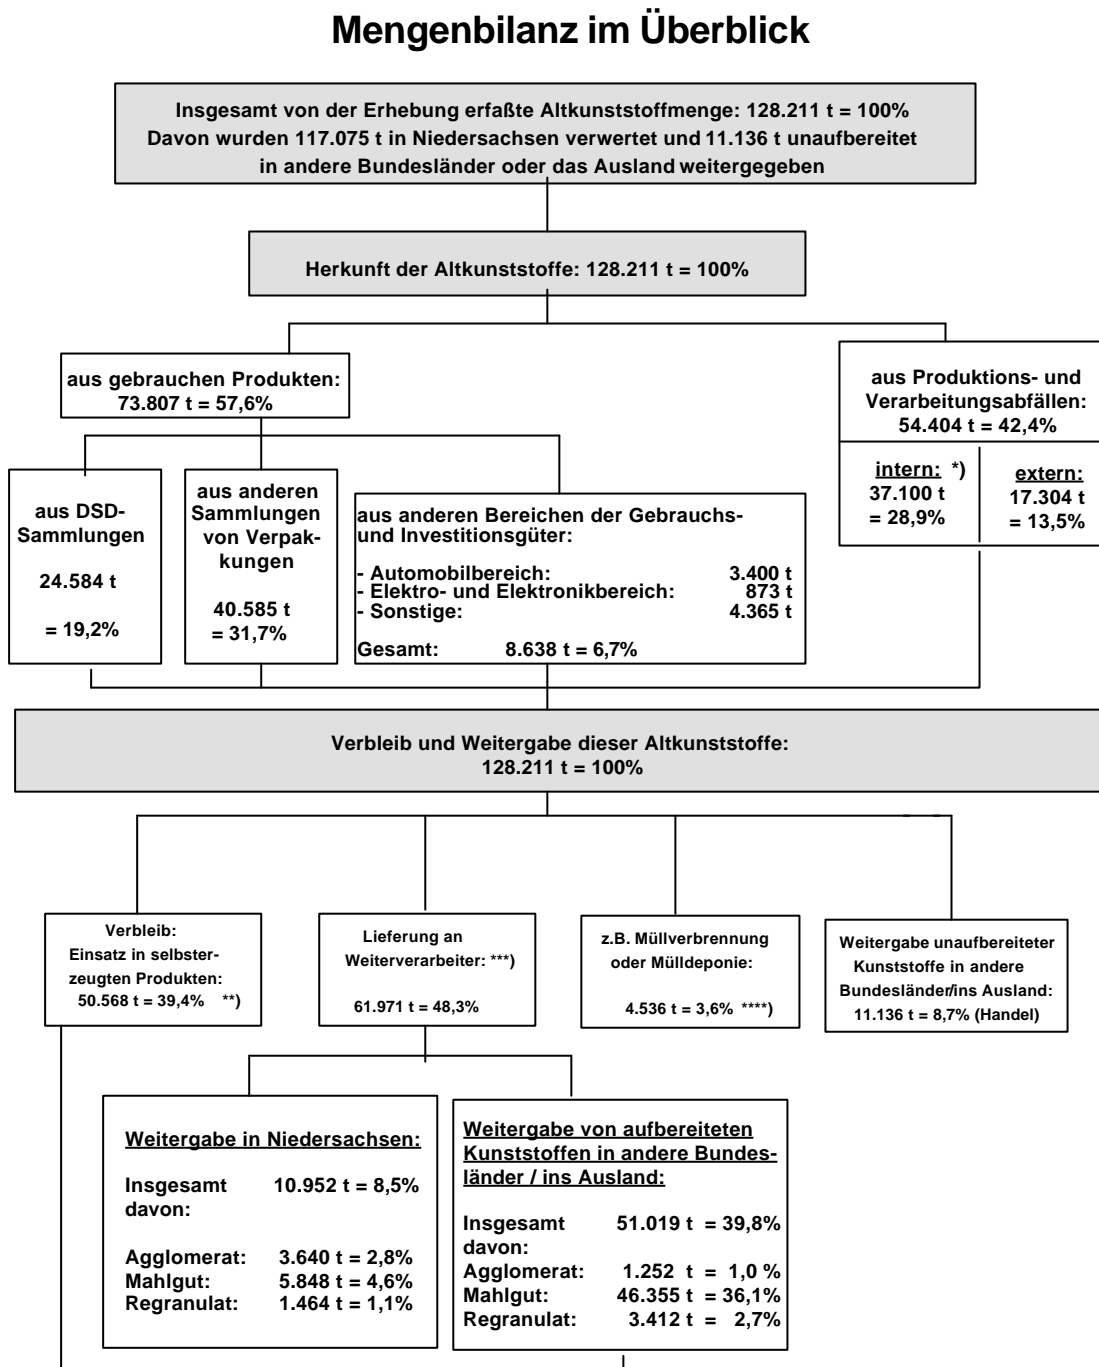 Mengenbilanz im Überblick
Insgesamt von der Erhebung erfaßte Altkunststoffmenge: 128.211 t = 100%
Davon wurden 117.075 t in Niedersachsen verwertet und 11.136 t unaufbereitet
in andere Bundesländer oder das Ausland weitergegeben
Herkunft der Altkunststoffe: 128.211 t = 100%
aus gebrauchen Produkten:
73.807 t = 57,6%
aus Produktions- und
Verarbeitungsabfällen:
54.404 t = 42,4%
intern: *)
37.100 t
= 28,9%
extern:
17.304 t
= 13,5%
aus DSD-
Sammlungen
24.584 t
= 19,2%
aus anderen
Sammlungen
von Verpak-
kungen
40.585 t
= 31,7%
aus anderen Bereichen der Gebrauchs-
und Investitionsgüter:
- Automobilbereich: 3.400 t
- Elektro- und Elektronikbereich: 873 t
- Sonstige: 4.365 t
Gesamt: 8.638 t = 6,7%
Verbleib und Weitergabe dieser Altkunststoffe:
128.211 t = 100%
Verbleib:
Einsatz in selbster-
zeugten Produkten:
50.568 t = 39,4% **)
Lieferung an
Weiterverarbeiter: ***)
61.971 t = 48,3%
z.B. Müllverbrennung
oder Mülldeponie:
4.536 t = 3,6% ****)
Weitergabe unaufbereiteter
Kunststoffe in andere
Bundesländer/ins Ausland:
11.136 t = 8,7% (Handel)
Weitergabe in Niedersachsen:
Insgesamt 10.952 t = 8,5%
davon:
Agglomerat: 3.640 t = 2,8%
Mahlgut: 5.848 t = 4,6%
Regranulat: 1.464 t = 1,1%
Weitergabe von aufbereiteten
Kunststoffen in andere Bundes-
länder / ins Ausland:
Insgesamt 51.019 t = 39,8%
davon:
Agglomerat: 1.252 t = 1,0 %
Mahlgut: 46.355 t = 36,1%
Regranulat: 3.412 t = 2,7%